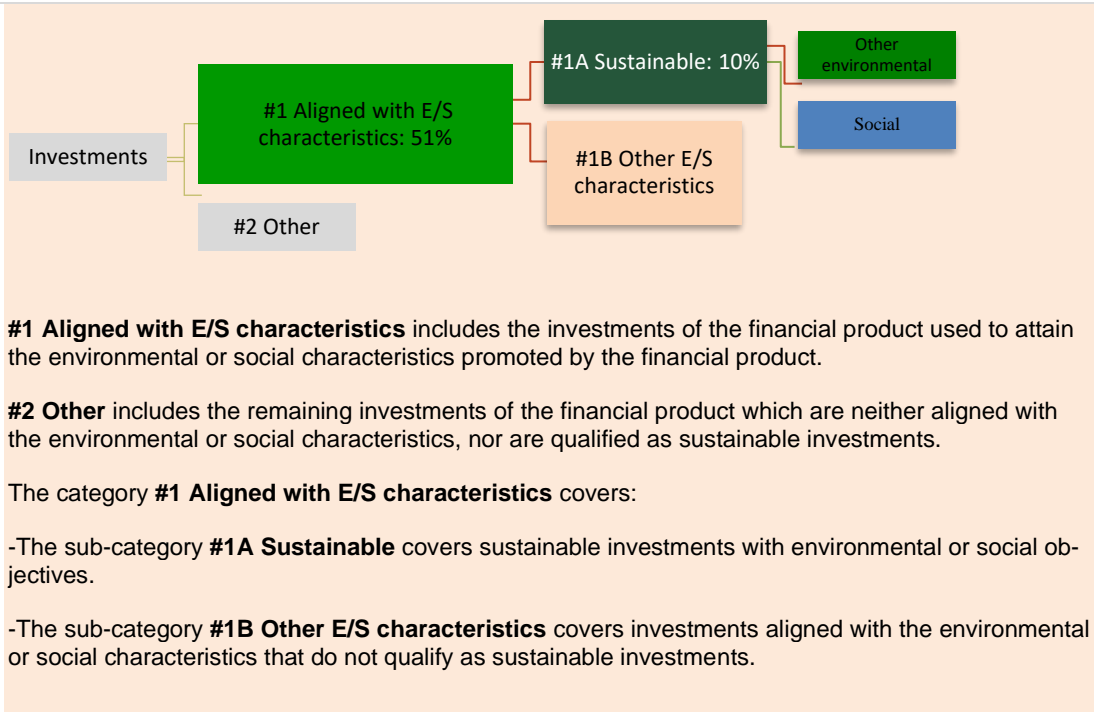 Investments
#1 Aligned with E/S
characteristics: 51%
#2 Other
#1A Sustainable: 10%
#1B Other E/S
characteristics
Other
environmental
Social
#1 Aligned with E/S characteristics includes the investments of the financial product used to attain
the environmental or social characteristics promoted by the financial product.
#2 Other includes the remaining investments of the financial product which are neither aligned with
the environmental or social characteristics, nor are qualified as sustainable investments.
The category #1 Aligned with E/S characteristics covers:
-The sub-category #1A Sustainable covers sustainable investments with environmental or social ob-
jectives.
-The sub-category #1B Other E/S characteristics covers investments aligned with the environmental
or social characteristics that do not qualify as sustainable investments.